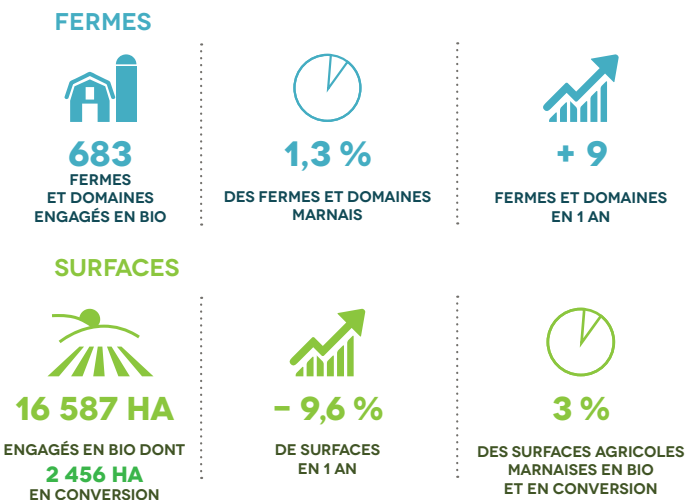 FERMES
683
FERMES
ET DOMAINES
ENGAGÉS EN BIO
1,3 %
DES FERMES ET DOMAINES
MARNAIS
+ 9
FERMES ET DOMAINES
EN 1 AN
SURFACES
16 587 HA
ENGAGÉS EN BIO DONT
2 456 HA
EN CONVERSION
- 9,6 %
DE SURFACES
EN 1 AN
3 %
DES SURFACES AGRICOLES
MARNAISES EN BIO
ET EN CONVERSION